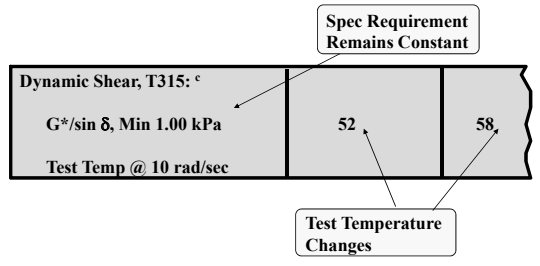 Spec Requirement
Remains Constant
Dynamic Shear, T315: c
G*/sin δ, Min 1.00 kPa
Test Temp @ 10 rad/sec
52
58
Test Temperature
Changes